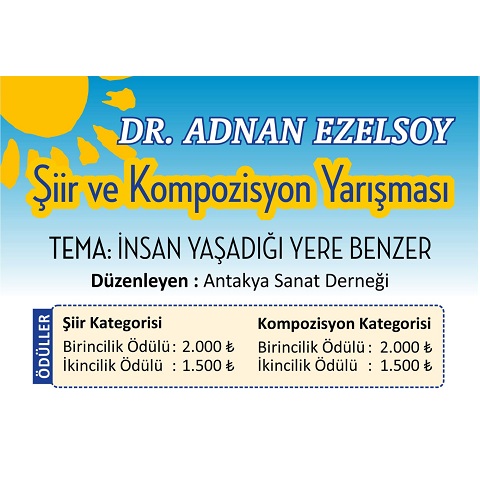 DR. ADNAN EZELSOY
Şiir ve Kompozisyon Yarışması
TEMA: İNSAN YAŞADIĞI YERE BENZER
Düzenleyen : Antakya Sanat Derneği
ÖDÜLLER
Şiir Kategorisi
Birincilik Ödülü : 2.000 ₺
İkincilik Ödülü : 1.500 ₺
Kompozisyon Kategorisi
Birincilik Ödülü : 2.000 ₺
İkincilik Ödülü : 1.500 ₺